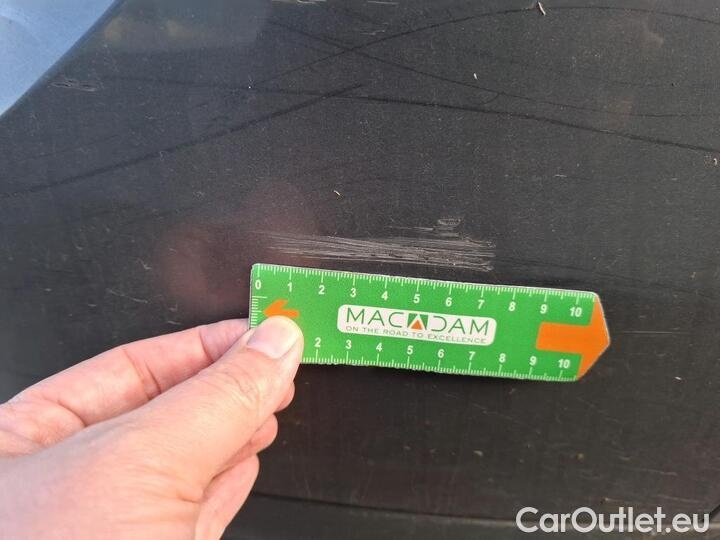 0 1 2 3 4 5 6 7 8 9 10
MACADAM
ON THE ROAD TO EXCELLENCE
2 3 4 5 6 7 8 9 10
CarOutlet.eu